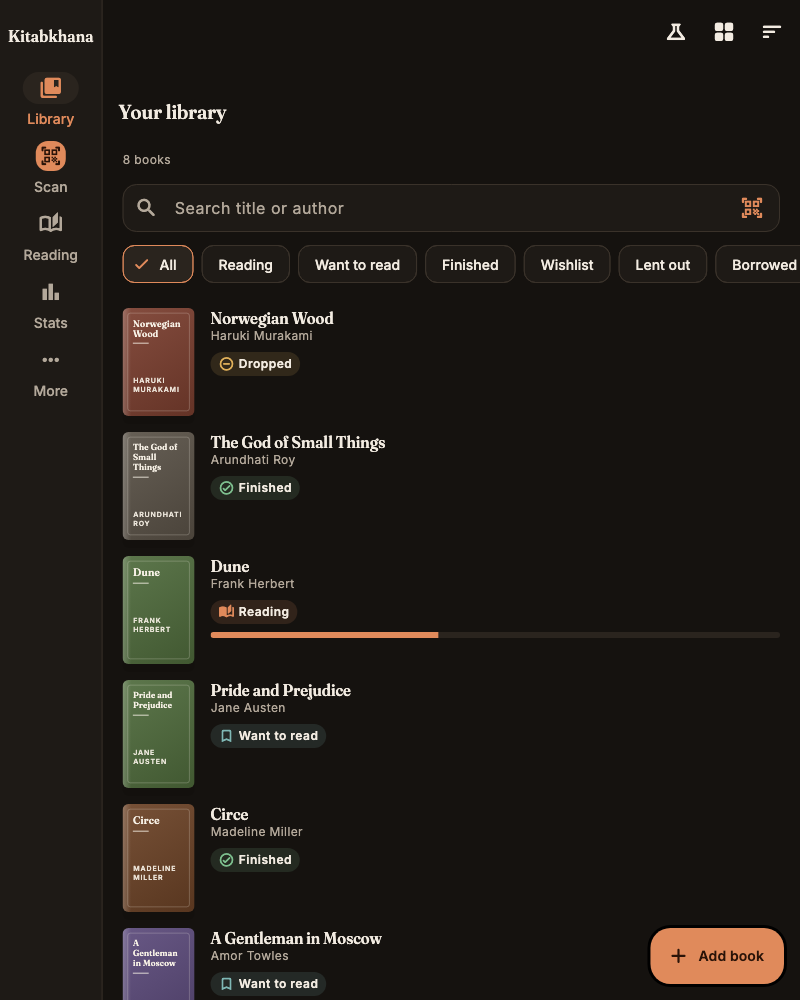 Kitabkhana
Library
Scan
Reading
Stats
More
Your library
8 books
Search title or author
All
Reading
Want to read
Finished
Wishlist
Lent out
Borrowed
Norwegian
Wood
HARUKI
MURAKAMI
Norwegian Wood
Haruki Murakami
Dropped
The God of
Small
Things
ARUNDHATI
ROY
The God of Small Things
Arundhati Roy
Finished
Dune
FRANK
HERBERT
Dune
Frank Herbert
Reading
Pride and
Prejudice
JANE
AUSTEN
Pride and Prejudice
Jane Austen
Want to read
Circe
MADELINE
MILLER
Circe
Madeline Miller
Finished
A
Gentleman
in Moscow
A Gentleman in Moscow
Amor Towles
Want to read
Add book